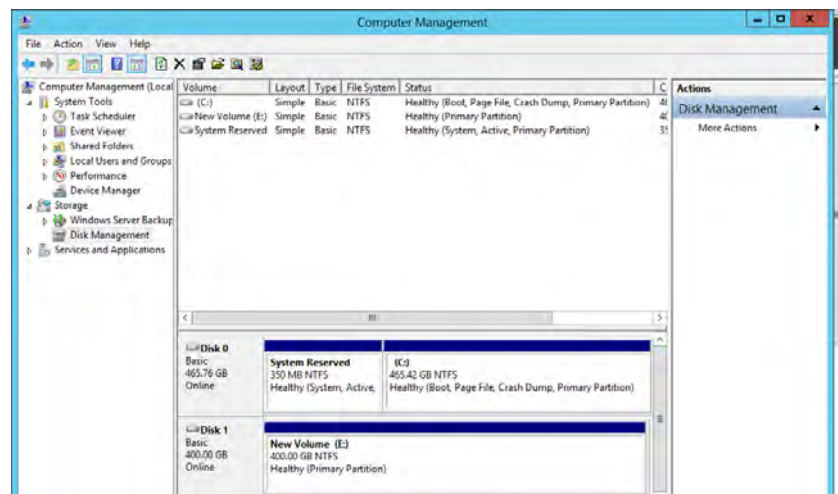 Computer Management
File Action View Help
Computer Management (Local
System Tools
Task Scheduler
Event Viewer
Shared Folders
Local Users and Groups
Performance
Device Manager
Storage
Windows Server Backup
Disk Management
Services and Applications
Volume Layout Type File System Status C
(C:) Simple Basic NTFS Healthy (Boot, Page File, Crash Dump, Primary Partition)
New Volume (E:) Simple Basic NTFS Healthy (Primary Partition)
System Reserved Simple Basic NTFS Healthy (System, Active, Primary Partition)
Actions
Disk Management
More Actions
Disk 0
Basic
465.76 GB
Online
System Reserved
350 MB NTFS
Healthy (System, Active,
(C:)
465.42 GB NTFS
Healthy (Boot, Page File, Crash Dump, Primary Partition)
Disk 1
Basic
400.00 GB
Online
New Volume (E:)
400.00 GB NTFS
Healthy (Primary Partition)